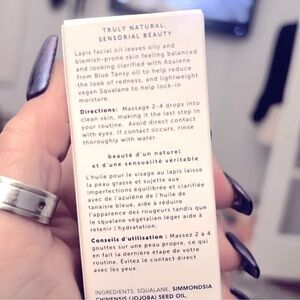 TRULY NATURAL.
SENSORIAL BEAUTY
Lapis facial oil leaves oily and
blemish-prone skin feeling balanced
and looking clarified with Azulene
from Blue Tansy oil to help reduce
the look of redness, and lightweight
vegan Squalane to help lock-in
moisture.
Directions: Massage 2-4 drops into
clean skin, making it the last step in
your routine. Avoid direct contact
with eyes. If contact occurs, rinse
thoroughly with water.
beauté d'un naturel
et d'une sensualité véritable
L'huile pour le visage au lapis laisse
la peau grasse et sujette aux
imperfections équilibrée et clarifiée
avec de l'azulène de l'huile de
tanaisie bleue, aide à réduire
l'apparence des rougeurs tandis que
le squalane végétalien léger aide à
retenir l'hydratation.
Conseils d'utilisation : Massez 2 à 4
gouttes sur une peau propre, ce qui
en fait la dernière étape de votre
routine. Évitez le contact direct
avec les yeux.
INGREDIENTS: SQUALANE, SIMMONDSIA
CHINENSIS (JOJOBA) SEED OIL,